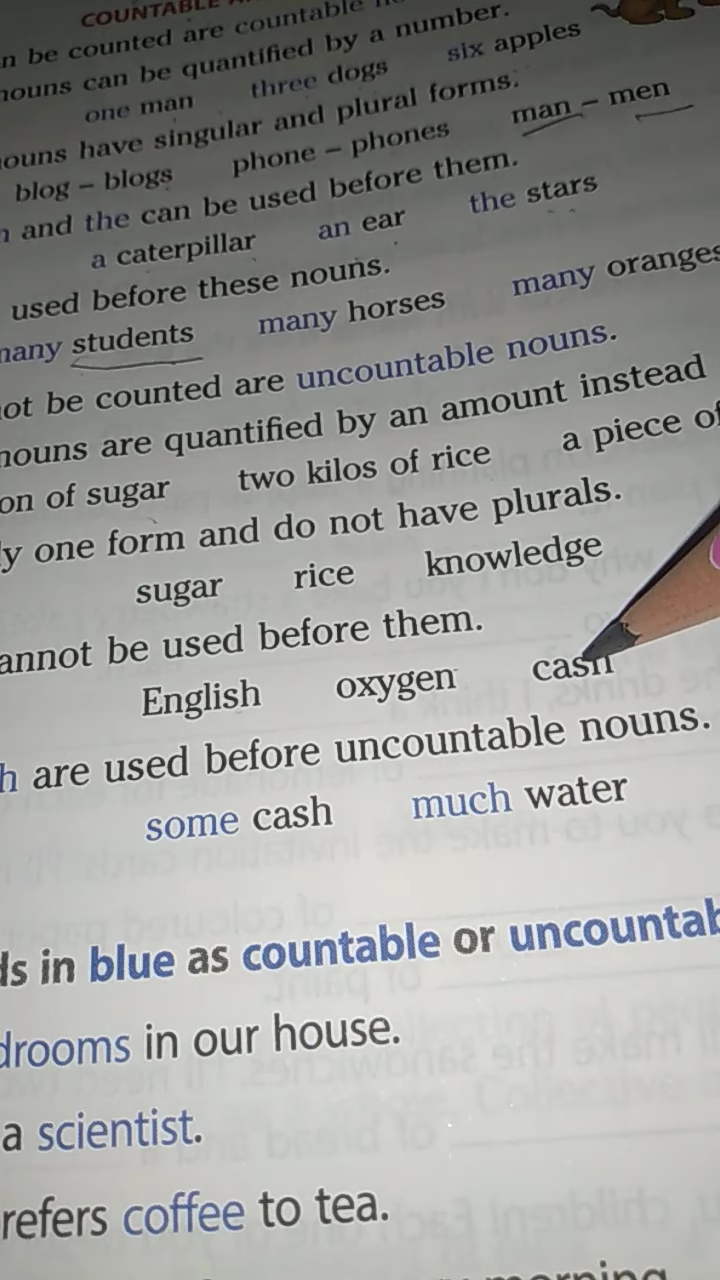 COUNTABLE
n be counted are countable
nouns can be quantified by a number.
one man three dogs six apples
ouns have singular and plural forms.
blog – blogs phone – phones man – men
and the can be used before them.
a caterpillar an ear the stars
used before these nouns.
many students many horses many oranges
ot be counted are uncountable nouns.
nouns are quantified by an amount instead
on of sugar two kilos of rice a piece of
ly one form and do not have plurals.
sugar rice knowledge
annot be used before them.
English oxygen cash
h are used before uncountable nouns.
some cash much water
ds in blue as countable or uncountab
drooms in our house.
a scientist.
refers coffee to tea.
morning